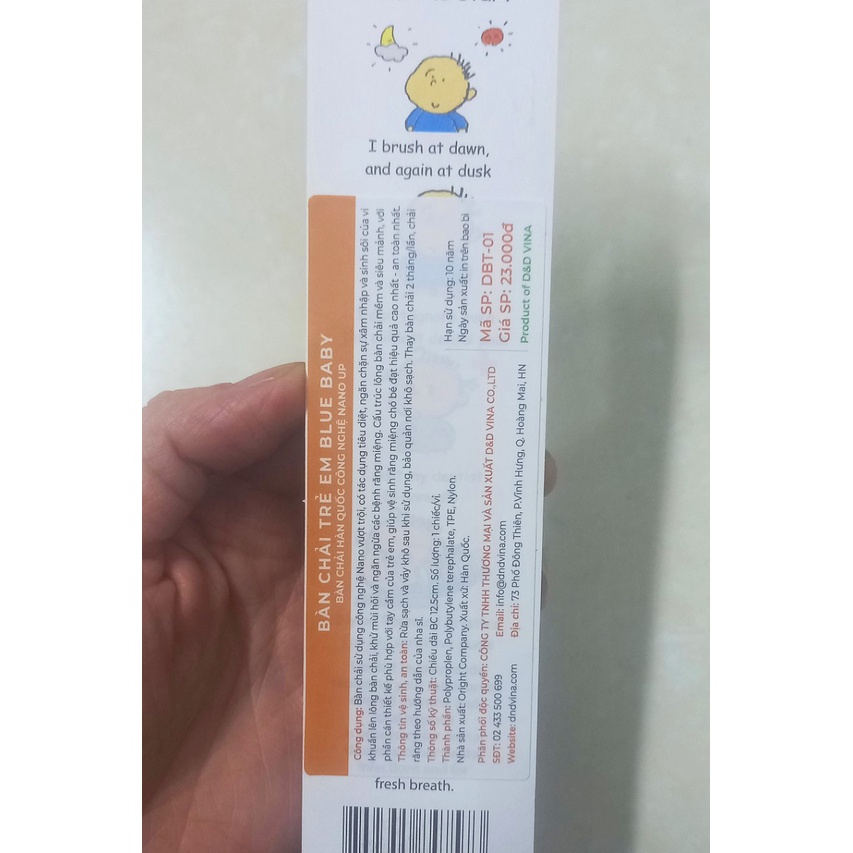 I brush at dawn,
and again at dusk
BÀN CHẢI TRẺ EM BLUE BABY
BÀN CHẢI HÀN QUỐC CÔNG NGHỆ NANO UP
Công dụng: Bàn chải sử dụng công nghệ Nano vượt trội, có tác dụng tiêu diệt, ngăn chặn sự xâm nhập và sinh sôi của vi
khuẩn lên lông bàn chải, khử mùi hôi và ngăn ngừa các bệnh răng miệng. Cấu trúc lông bàn chải mềm và siêu mảnh, với
phần cán thiết kế phù hợp với tay cầm của trẻ em, giúp vệ sinh răng miệng cho bé đạt hiệu quả cao nhất - an toàn nhất.
Thông tin vệ sinh, an toàn: Rửa sạch và vảy khô sau khi sử dụng, bảo quản nơi khô sạch. Thay bàn chải 2 tháng/lần, chải
răng theo hướng dẫn của nha sĩ.
Thông số kỹ thuật: Chiều dài BC 12.5cm. Số lượng: 1 chiếc/vỉ.
Thành phần: Polyproplen, Polybutylene terephalate, TPE, Nylon.
Nhà sản xuất: Oright Company. Xuất xứ: Hàn Quốc.
Hạn sử dụng: 10 năm
Ngày sản xuất: in trên bao bì
Mã SP: DBT-01
Giá SP: 23.000đ
Product of D&D VINA
Phân phối độc quyền: CÔNG TY TNHH THƯƠNG MẠI VÀ SẢN XUẤT D&D VINA CO.,LTD
SĐT: 02 433 500 699 Email: info@dndvina.com
Website: dndvina.com Địa chỉ: 73 Phố Đông Thiên, P.Vĩnh Hưng, Q. Hoàng Mai, HN
fresh breath.